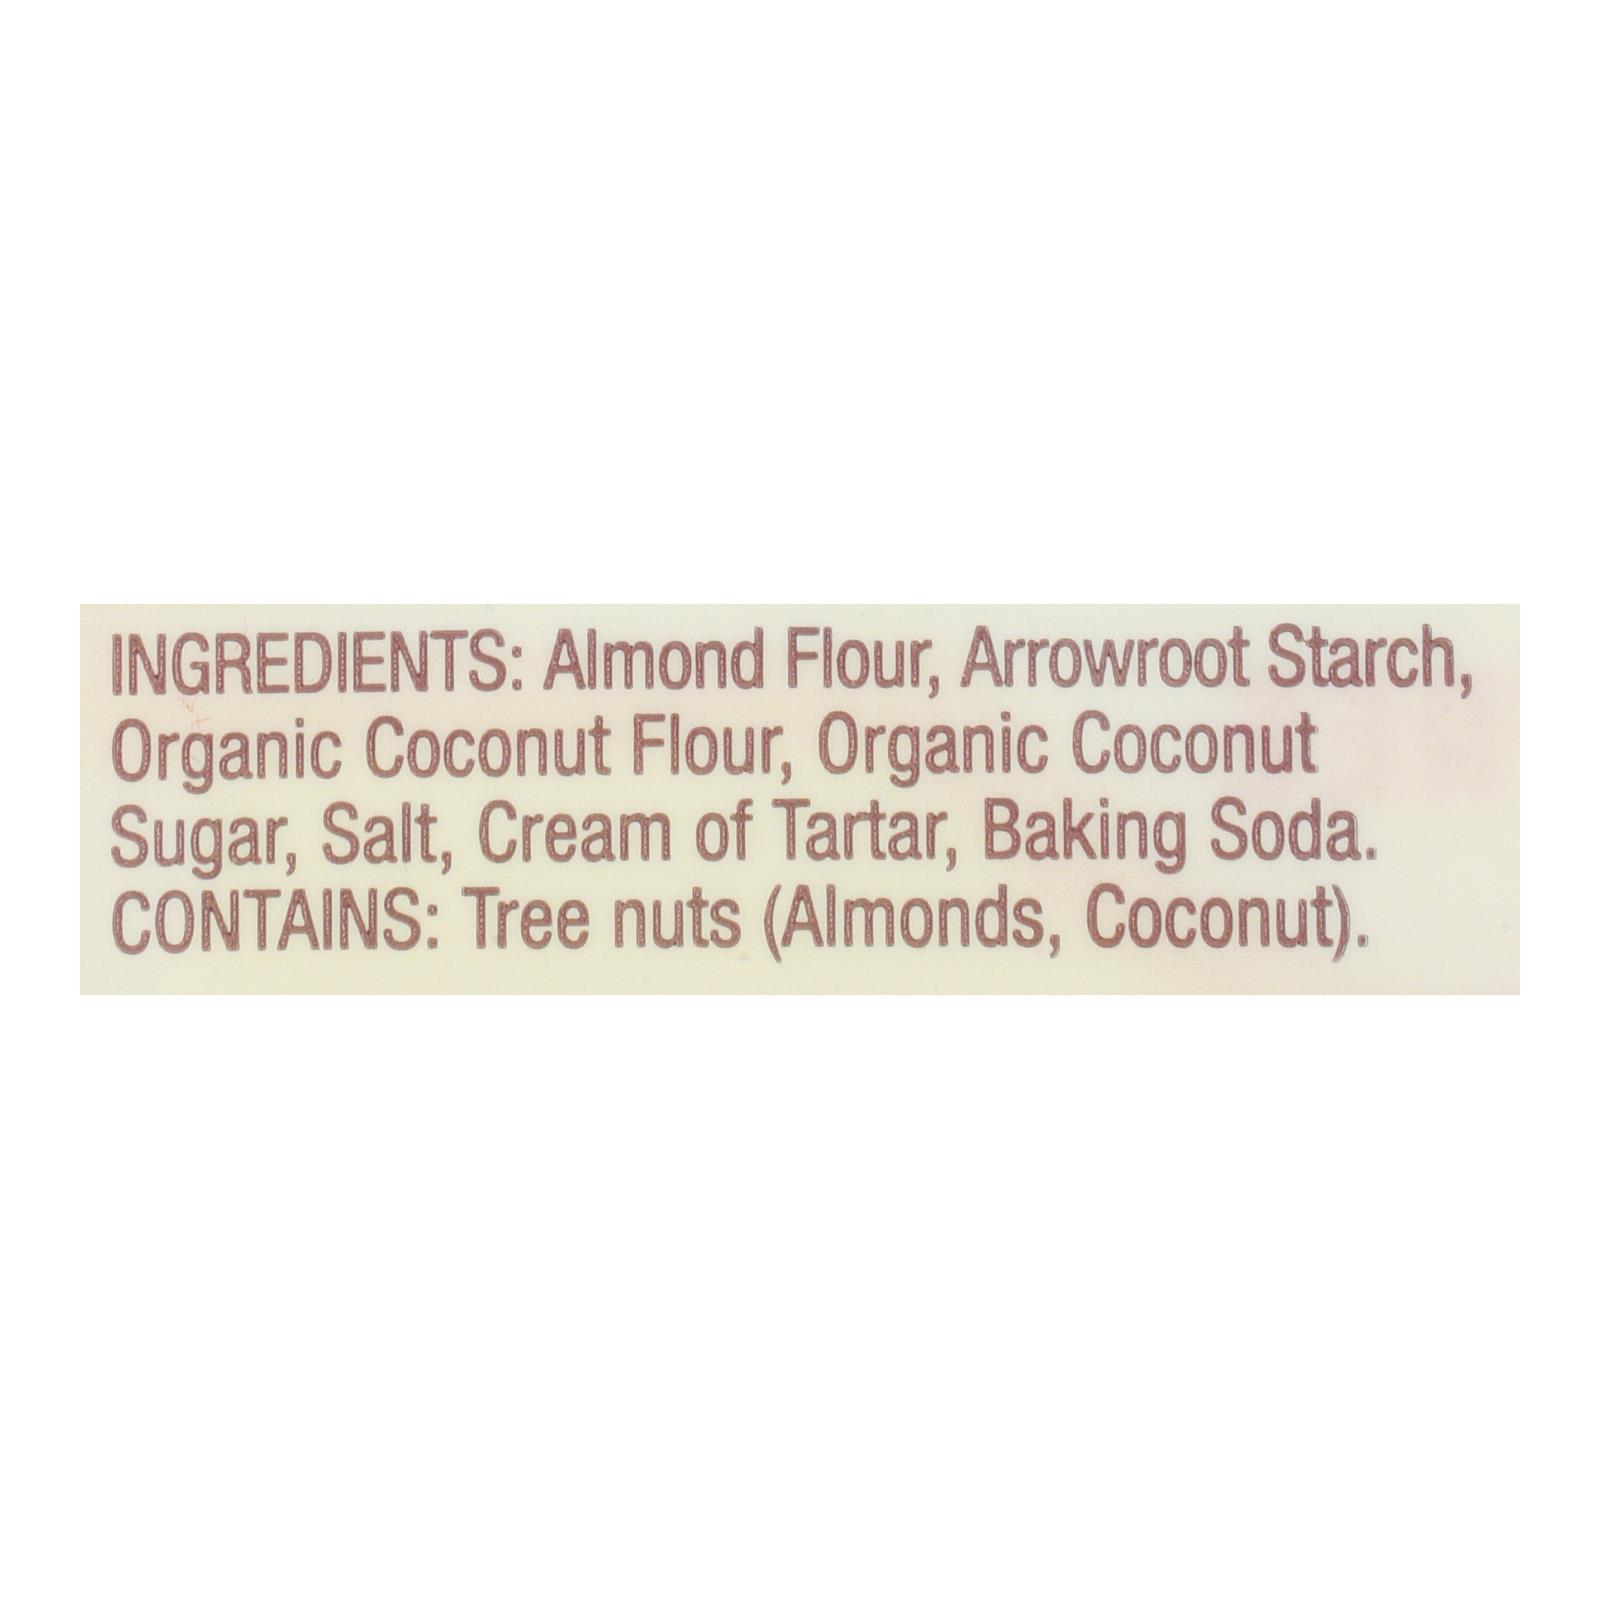 INGREDIENTS: Almond Flour, Arrowroot Starch,
Organic Coconut Flour, Organic Coconut
Sugar, Salt, Cream of Tartar, Baking Soda.
CONTAINS: Tree nuts (Almonds, Coconut).